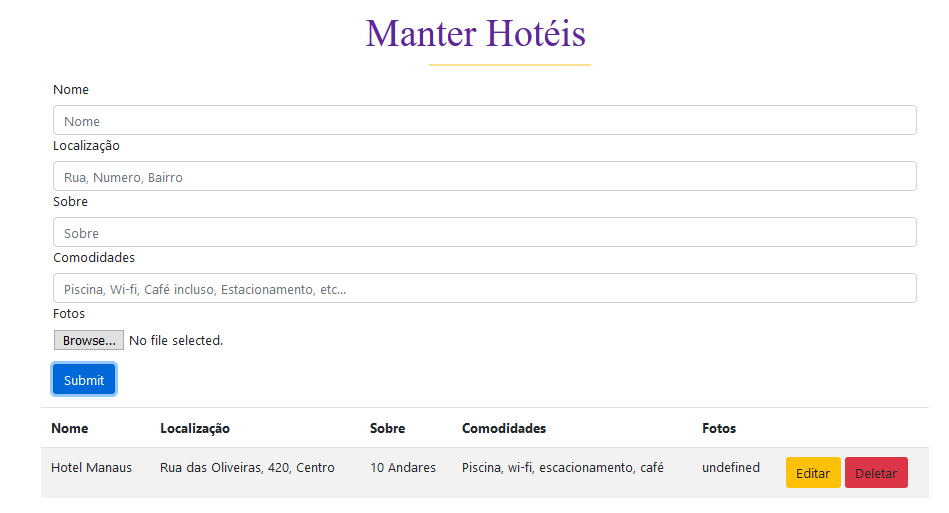 Manter Hotéis
Nome
Nome
Localização
Rua, Numero, Bairro
Sobre
Sobre
Comodidades
Piscina, Wi-fi, Café incluso, Estacionamento, etc...
Fotos
Browse... No file selected.
Submit
Nome Localização Sobre Comodidades Fotos
Hotel Manaus Rua das Oliveiras, 420, Centro 10 Andares Piscina, wi-fi, escacionamento, café undefined Editar Deletar